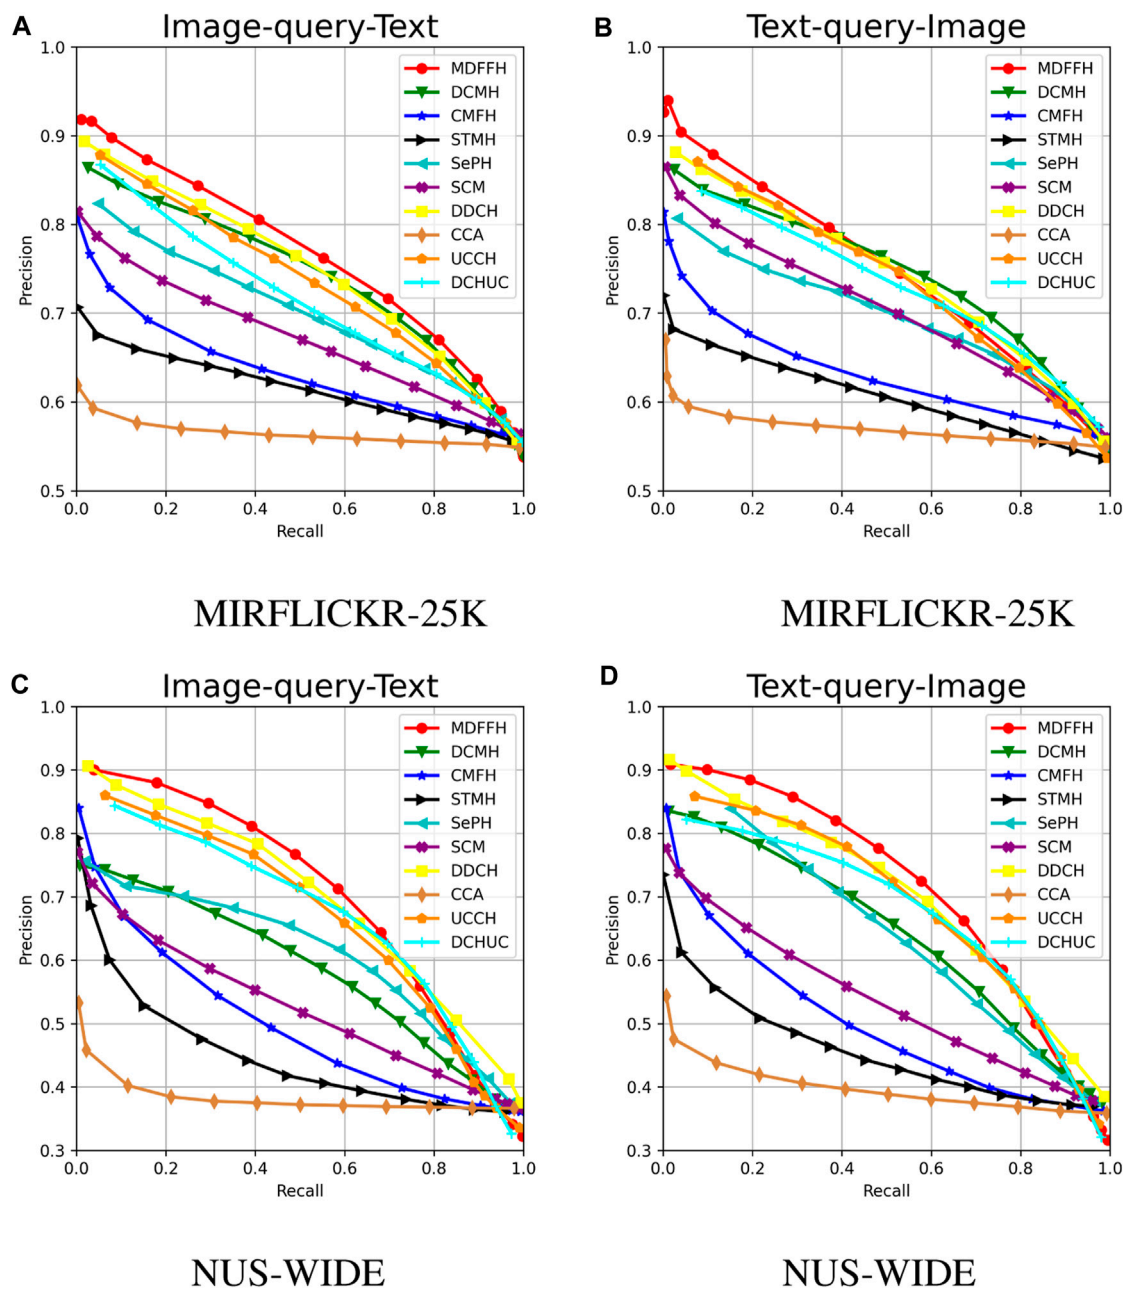 A
Image-query-Text
1.0
0.9
0.8
0.7
0.6
0.5
Precision
0.0 0.2 0.4 0.6 0.8 1.0
Recall
MDFFH
DCMH
CMFH
STMH
SePH
SCM
DDCH
CCA
UCCH
DCHUC
MIRFLICKR-25K
B
Text-query-Image
1.0
0.9
0.8
0.7
0.6
0.5
Precision
0.0 0.2 0.4 0.6 0.8 1.0
Recall
MDFFH
DCMH
CMFH
STMH
SePH
SCM
DDCH
CCA
UCCH
DCHUC
MIRFLICKR-25K
C
Image-query-Text
1.0
0.9
0.8
0.7
0.6
0.5
0.4
0.3
Precision
0.0 0.2 0.4 0.6 0.8 1.0
Recall
MDFFH
DCMH
CMFH
STMH
SePH
SCM
DDCH
CCA
UCCH
DCHUC
NUS-WIDE
D
Text-query-Image
1.0
0.9
0.8
0.7
0.6
0.5
0.4
0.3
Precision
0.0 0.2 0.4 0.6 0.8 1.0
Recall
MDFFH
DCMH
CMFH
STMH
SePH
SCM
DDCH
CCA
UCCH
DCHUC
NUS-WIDE